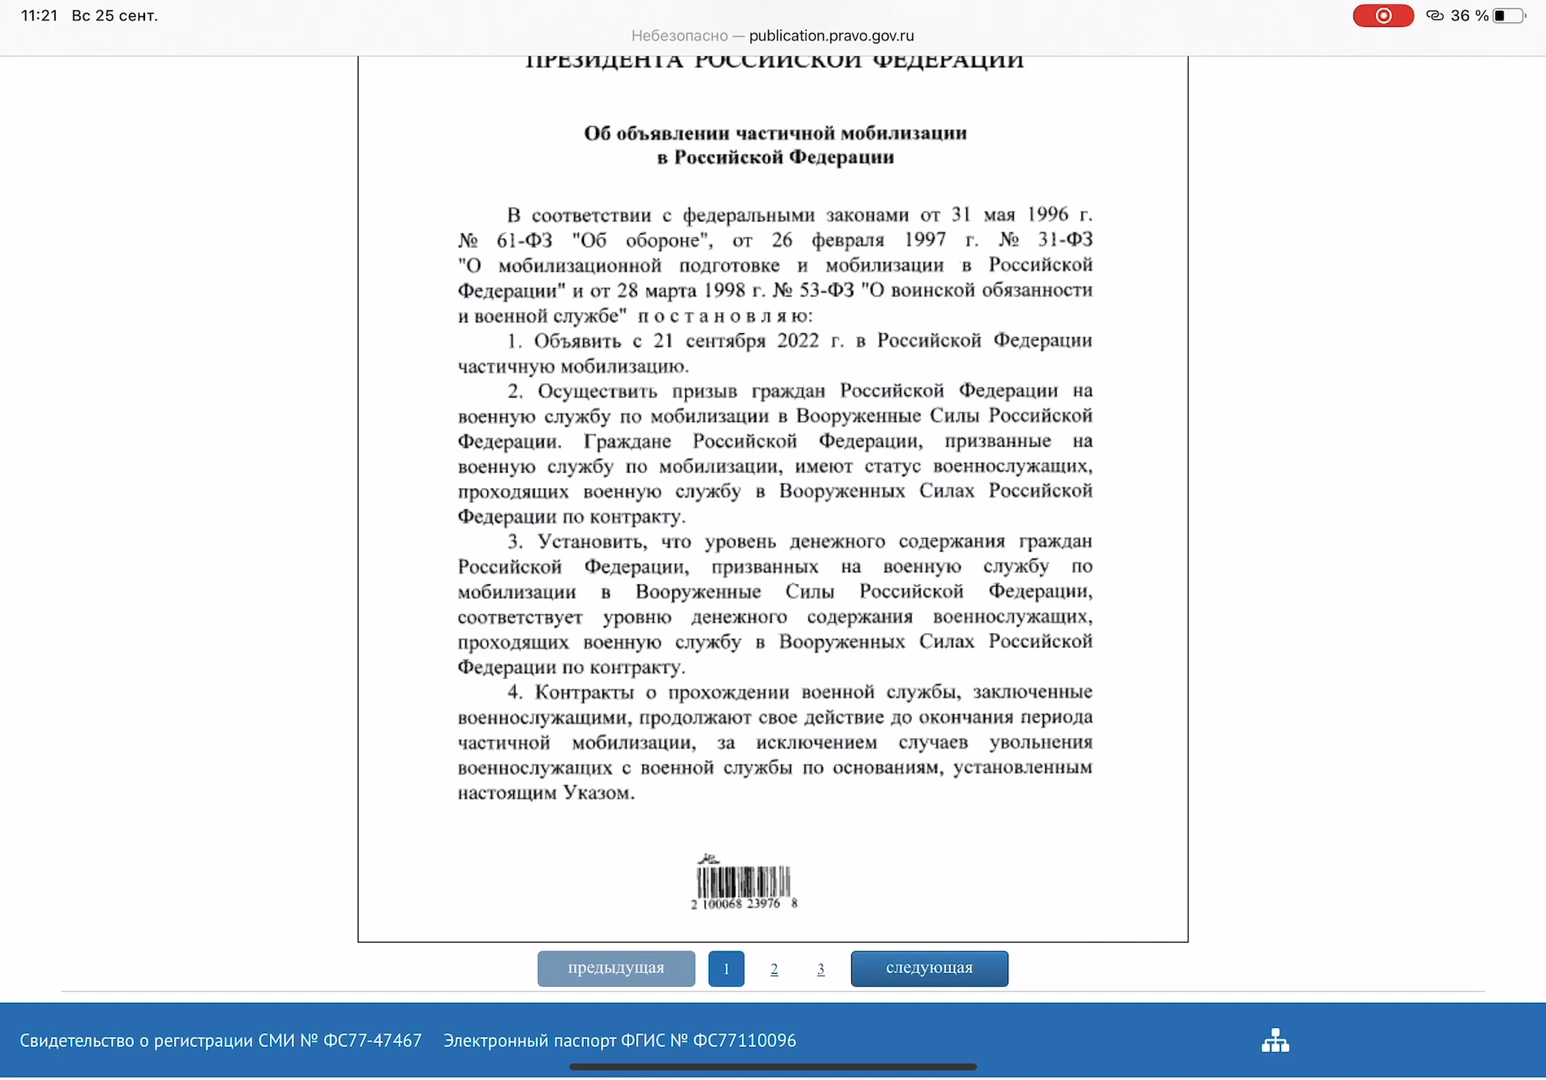 11:21 Вс 25 сент.
36 %
Небезопасно — publication.pravo.gov.ru
ПРЕЗИДЕНТА РОССИЙСКОЙ ФЕДЕРАЦИИ
Об объявлении частичной мобилизации
в Российской Федерации
В соответствии с федеральными законами от 31 мая 1996 г.
№ 61-ФЗ "Об обороне", от 26 февраля 1997 г. № 31-ФЗ
"О мобилизационной подготовке и мобилизации в Российской
Федерации" и от 28 марта 1998 г. № 53-ФЗ "О воинской обязанности
и военной службе" п о с т а н о в л я ю:
1. Объявить с 21 сентября 2022 г. в Российской Федерации
частичную мобилизацию.
2. Осуществить призыв граждан Российской Федерации на
военную службу по мобилизации в Вооруженные Силы Российской
Федерации. Граждане Российской Федерации, призванные на
военную службу по мобилизации, имеют статус военнослужащих,
проходящих военную службу в Вооруженных Силах Российской
Федерации по контракту.
3. Установить, что уровень денежного содержания граждан
Российской Федерации, призванных на военную службу по
мобилизации в Вооруженные Силы Российской Федерации,
соответствует уровню денежного содержания военнослужащих,
проходящих военную службу в Вооруженных Силах Российской
Федерации по контракту.
4. Контракты о прохождении военной службы, заключенные
военнослужащими, продолжают свое действие до окончания периода
частичной мобилизации, за исключением случаев увольнения
военнослужащих с военной службы по основаниям, установленным
настоящим Указом.
2 100068 23976 8
предыдущая 1 2 3 следующая
Свидетельство о регистрации СМИ № ФС77-47467 Электронный паспорт ФГИС № ФС77110096